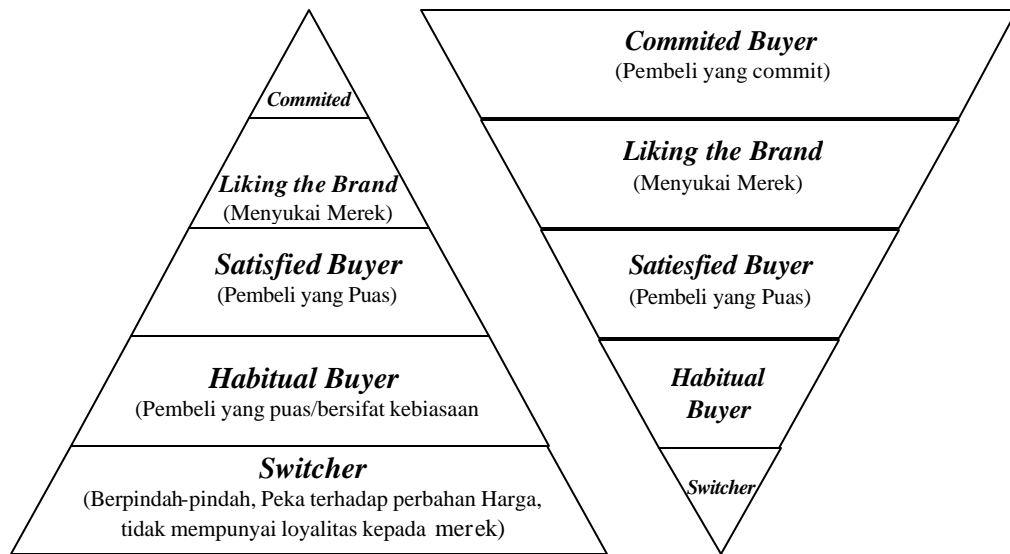 Commited
Liking the Brand
(Menyukai Merek)
Satisfied Buyer
(Pembeli yang Puas)
Habitual Buyer
(Pembeli yang puas/bersifat kebiasaan
Switcher
(Berpindah-pindah, Peka terhadap perbahan Harga,
tidak mempunyai loyalitas kepada merek)
Commited Buyer
(Pembeli yang commit)
Liking the Brand
(Menyukai Merek)
Satiesfied Buyer
(Pembeli yang Puas)
Habitual
Buyer
Switcher